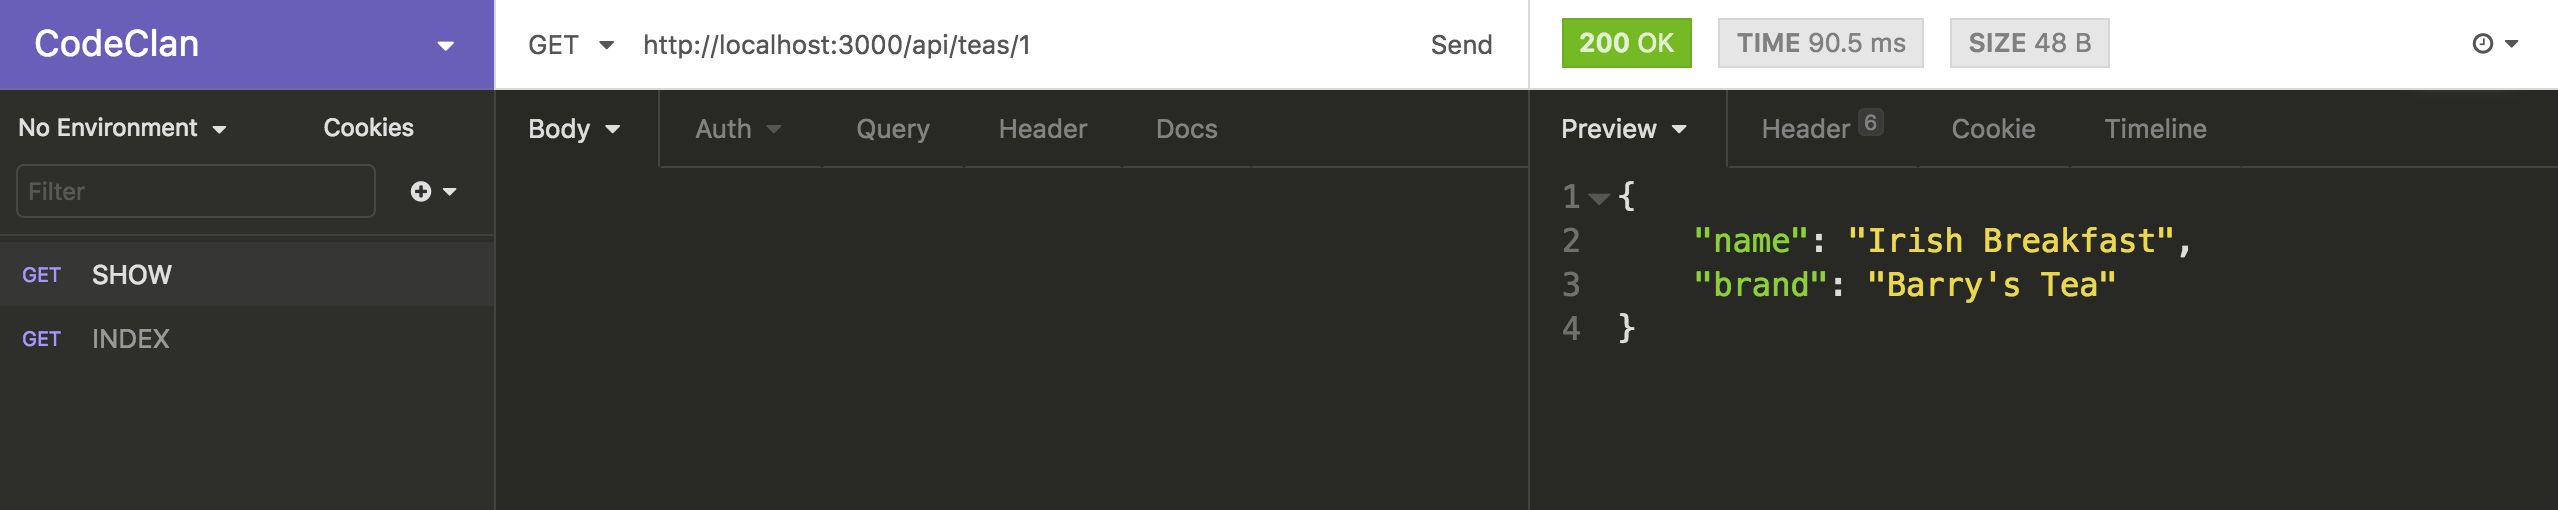 CodeClan
GET http://localhost:3000/api/teas/1 Send
200 OK TIME 90.5 ms SIZE 48 B
No Environment Cookies
Filter
GET SHOW
GET INDEX
Body Auth Query Header Docs
Preview Header 6 Cookie Timeline
1 {
2 "name": "Irish Breakfast",
3 "brand": "Barry's Tea"
4 }